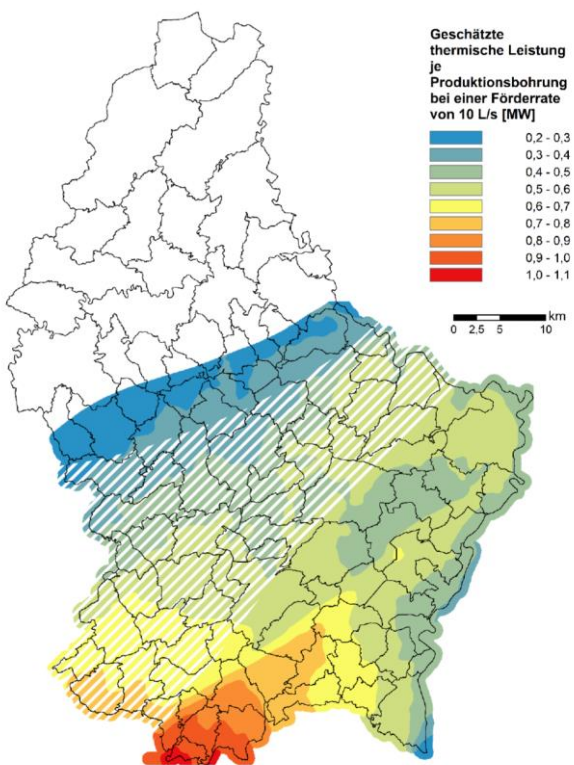 Geschätzte
thermische Leistung
je
Produktionsbohrung
bei einer Förderrate
von 10 L/s [MW]
0,2 - 0,3
0,3 - 0,4
0,4 - 0,5
0,5 - 0,6
0,6 - 0,7
0,7 - 0,8
0,8 - 0,9
0,9 - 1,0
1,0 - 1,1
km
0 2,5 5 10